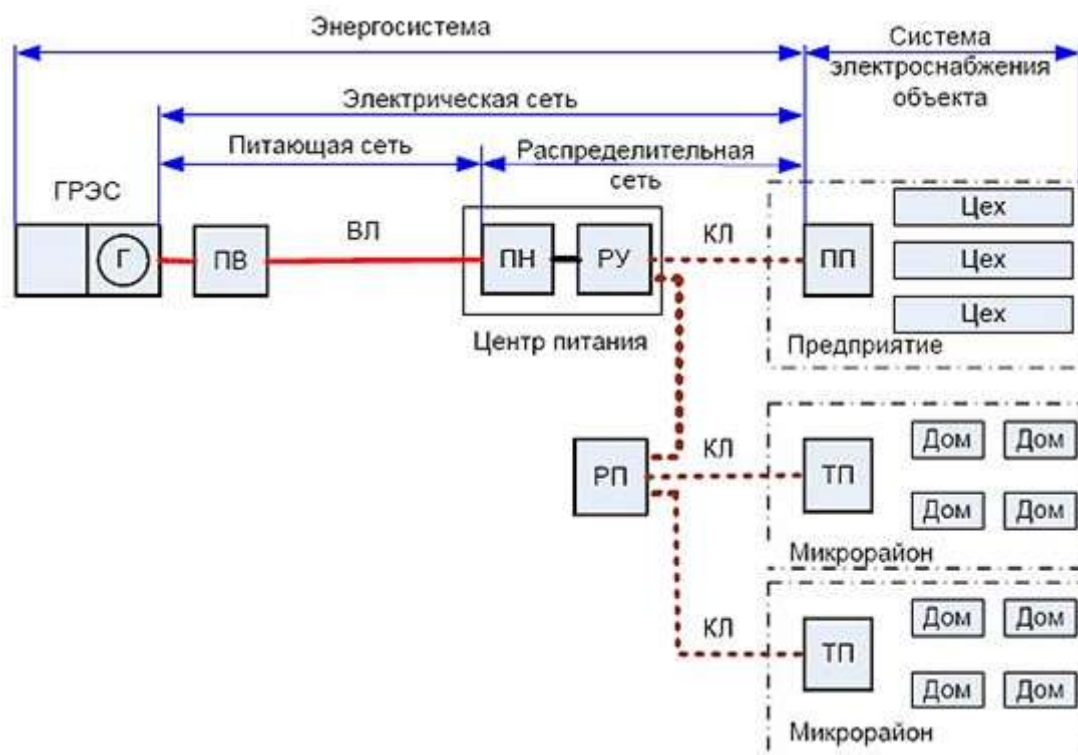 Энергосистема
Система
электроснабжения
объекта
Электрическая сеть
Питающая сеть
Распределительная
сеть
ГРЭС
Г
ПВ
ВЛ
ПН
РУ
КЛ
ПП
Цех
Цех
Цех
Центр питания
Предприятие
РП
КЛ
ТП
Дом
Дом
Дом
Дом
Микрорайон
КЛ
ТП
Дом
Дом
Дом
Дом
Микрорайон